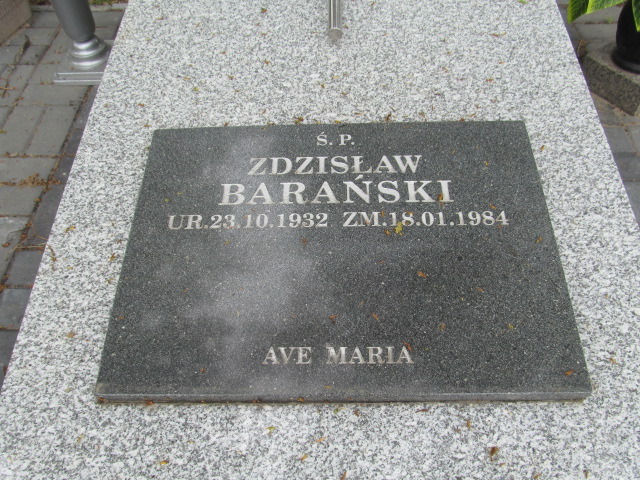 Ś. P.
ZDZISŁAW
BARAŃSKI
UR.23.10.1932 ZM.18.01.1984
AVE MARIA